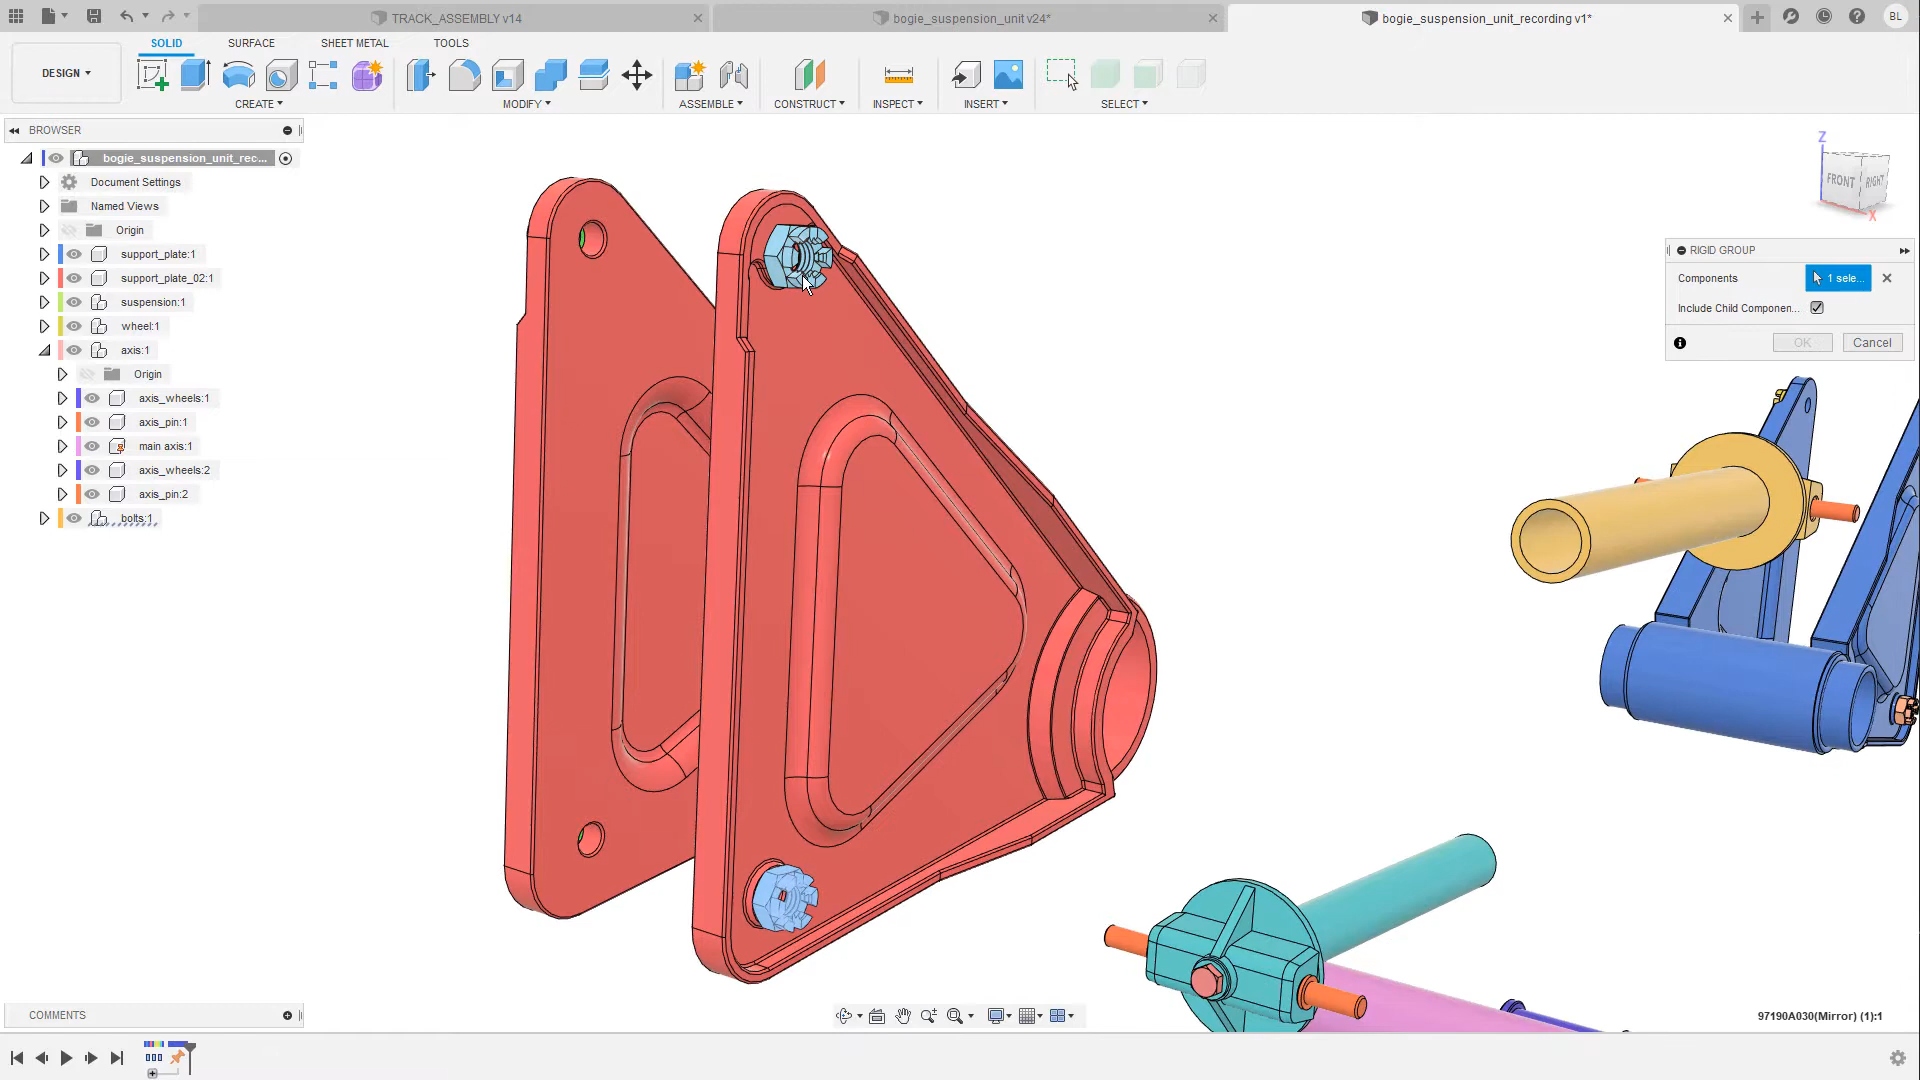 TRACK_ASSEMBLY v14
bogie_suspension_unit v24*
bogie_suspension_unit_recording v1*
BL
DESIGN
SOLID
SURFACE
SHEET METAL
TOOLS
CREATE
MODIFY
ASSEMBLE
CONSTRUCT
INSPECT
INSERT
SELECT
BROWSER
bogie_suspension_unit_rec...
Document Settings
Named Views
Origin
support_plate:1
support_plate_02:1
suspension:1
wheel:1
axis:1
Origin
axis_wheels:1
axis_pin:1
main axis:1
axis_wheels:2
axis_pin:2
bolts:1
Z
FRONT
RIGHT
X
RIGID GROUP
Components
1 sele...
Include Child Componen...
OK
Cancel
COMMENTS
97190A030(Mirror) (1):1